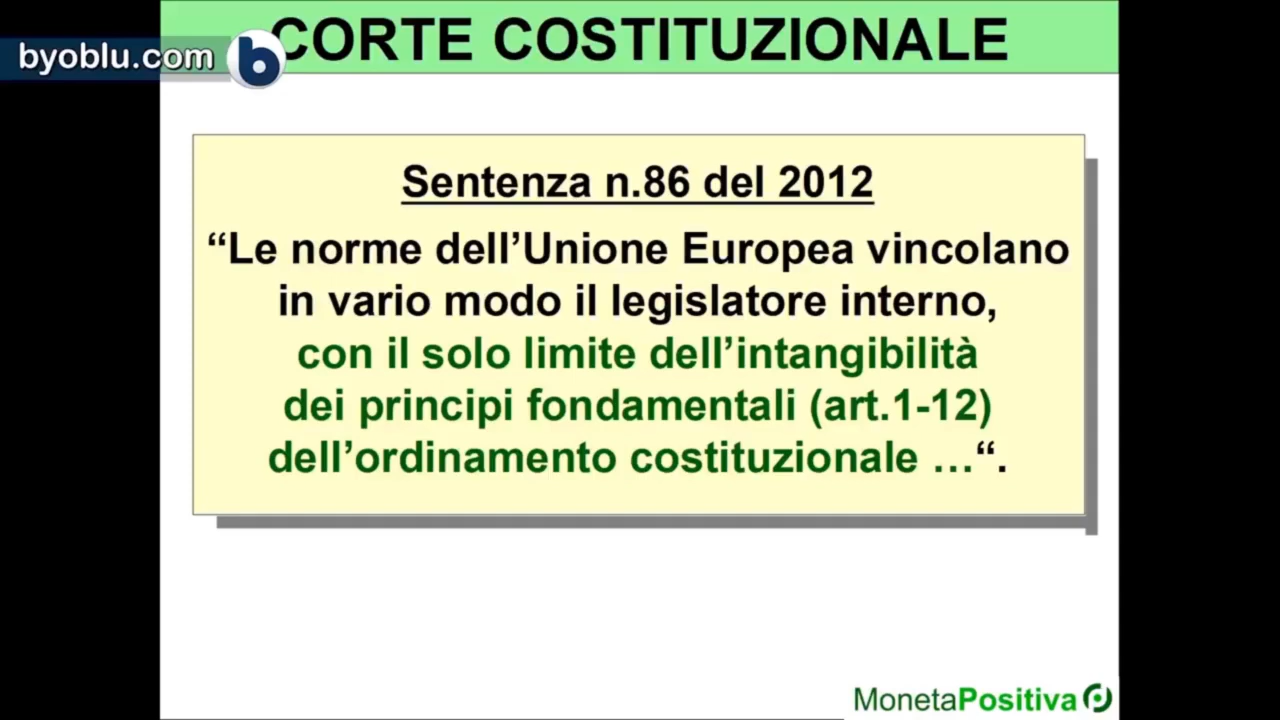 CORTE COSTITUZIONALE
byoblu.com b
Sentenza n.86 del 2012
“Le norme dell’Unione Europea vincolano
in vario modo il legislatore interno,
con il solo limite dell’intangibilità
dei principi fondamentali (art.1-12)
dell’ordinamento costituzionale …“.
MonetaPositiva